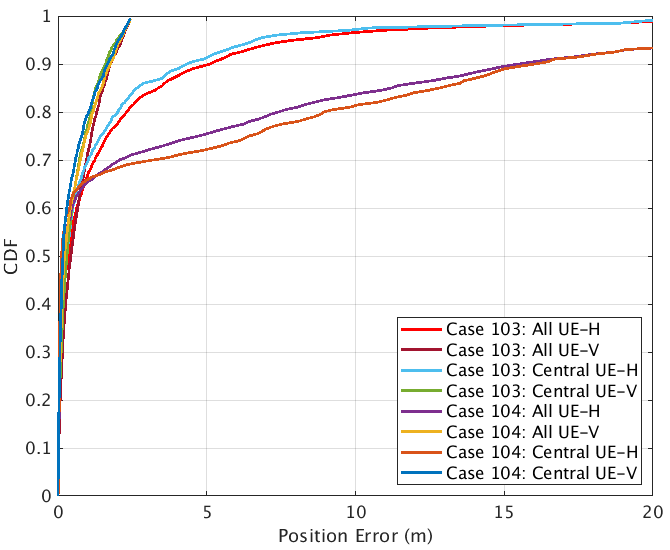 1
0.9
0.8
0.7
0.6
0.5
0.4
0.3
0.2
0.1
0
CDF
Case 103: All UE-H
Case 103: All UE-V
Case 103: Central UE-H
Case 103: Central UE-V
Case 104: All UE-H
Case 104: All UE-V
Case 104: Central UE-H
Case 104: Central UE-V
0 5 10 15 20
Position Error (m)